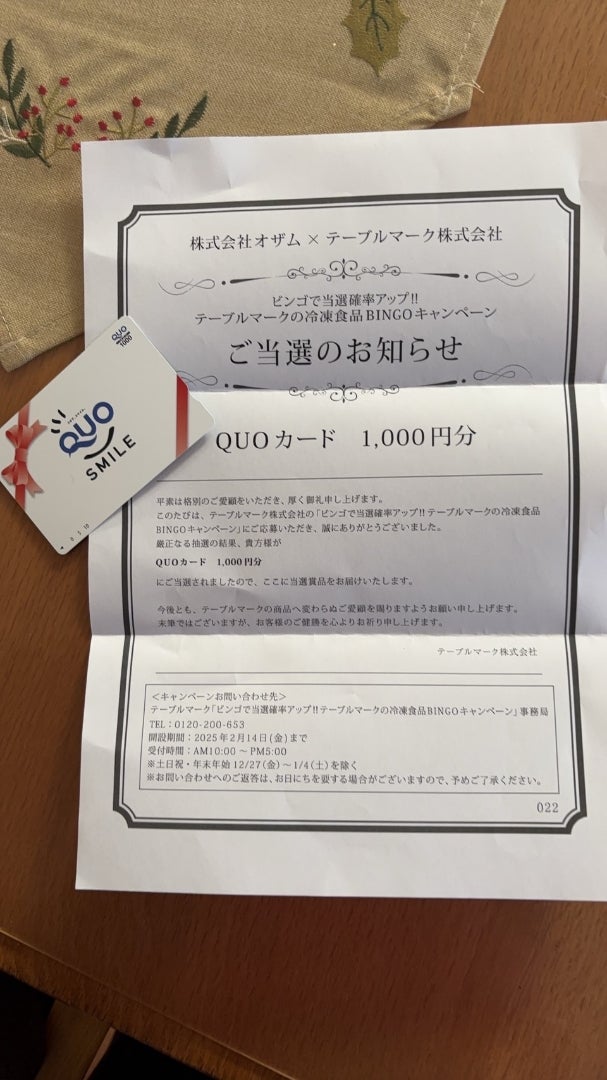 株式会社オザム × テーブルマーク株式会社
ビンゴで当選確率アップ!!
テーブルマークの冷凍食品BINGOキャンペーン
ご当選のお知らせ
QUOカード 1,000円分
平素は格別のご愛顧をいただき、厚く御礼申し上げます。
このたびは、テーブルマーク株式会社の「ビンゴで当選確率アップ!! テーブルマークの冷凍食品
BINGOキャンペーン」にご応募いただき、誠にありがとうございました。
厳正なる抽選の結果、貴方様が
QUOカード 1,000円分
にご当選されましたので、ここに当選賞品をお届けいたします。
今後とも、テーブルマークの商品へ変わらぬご愛顧を賜りますようお願い申し上げます。
末筆ではございますが、お客様のご健勝を心よりお祈り申し上げます。
テーブルマーク株式会社
＜キャンペーンお問い合わせ先＞
テーブルマーク「ビンゴで当選確率アップ!! テーブルマークの冷凍食品BINGOキャンペーン」事務局
TEL：0120-200-653
開設期間：2025年2月14日(金)まで
受付時間：AM10:00 ～ PM5:00
※土日祝・年末年始 12/27(金) ～ 1/4(土)を除く
※お問い合わせへのご返答は、お日にちを要する場合がございますので、予めご了承ください。
022
QUO
1000
QUO
SMILE